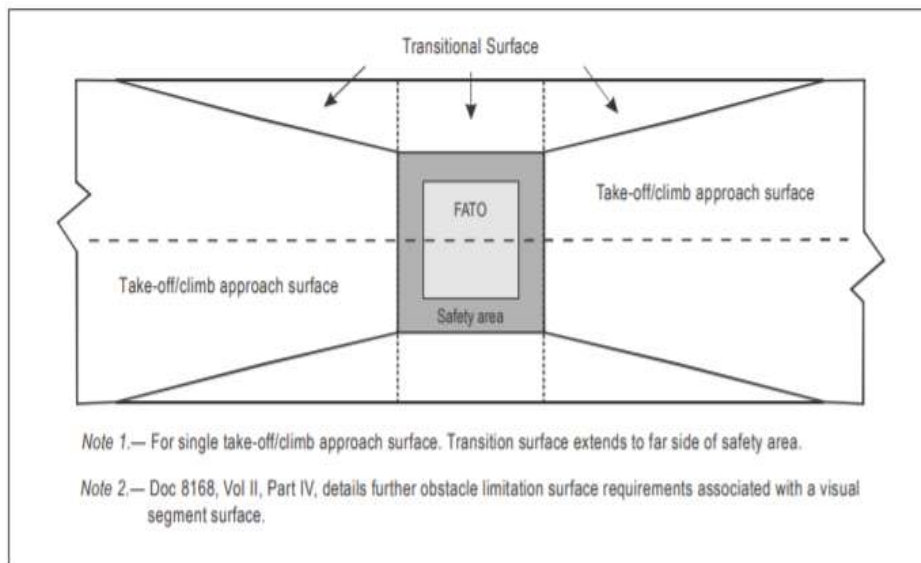 Transitional Surface
Take-off/climb approach surface
FATO
Take-off/climb approach surface
Safety area
Note 1.— For single take-off/climb approach surface. Transition surface extends to far side of safety area.
Note 2.— Doc 8168, Vol II, Part IV, details further obstacle limitation surface requirements associated with a visual
segment surface.